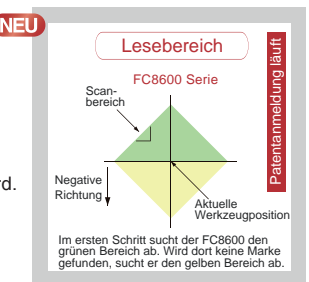 NEU
Lesebereich
FC8600 Serie
Scan-
bereich
Patentanmeldung läuft
rd.
Negative
Richtung
Aktuelle
Werkzeugposition
Im ersten Schritt sucht der FC8600 den
grünen Bereich ab. Wird dort keine Marke
gefunden, sucht er den gelben Bereich ab.